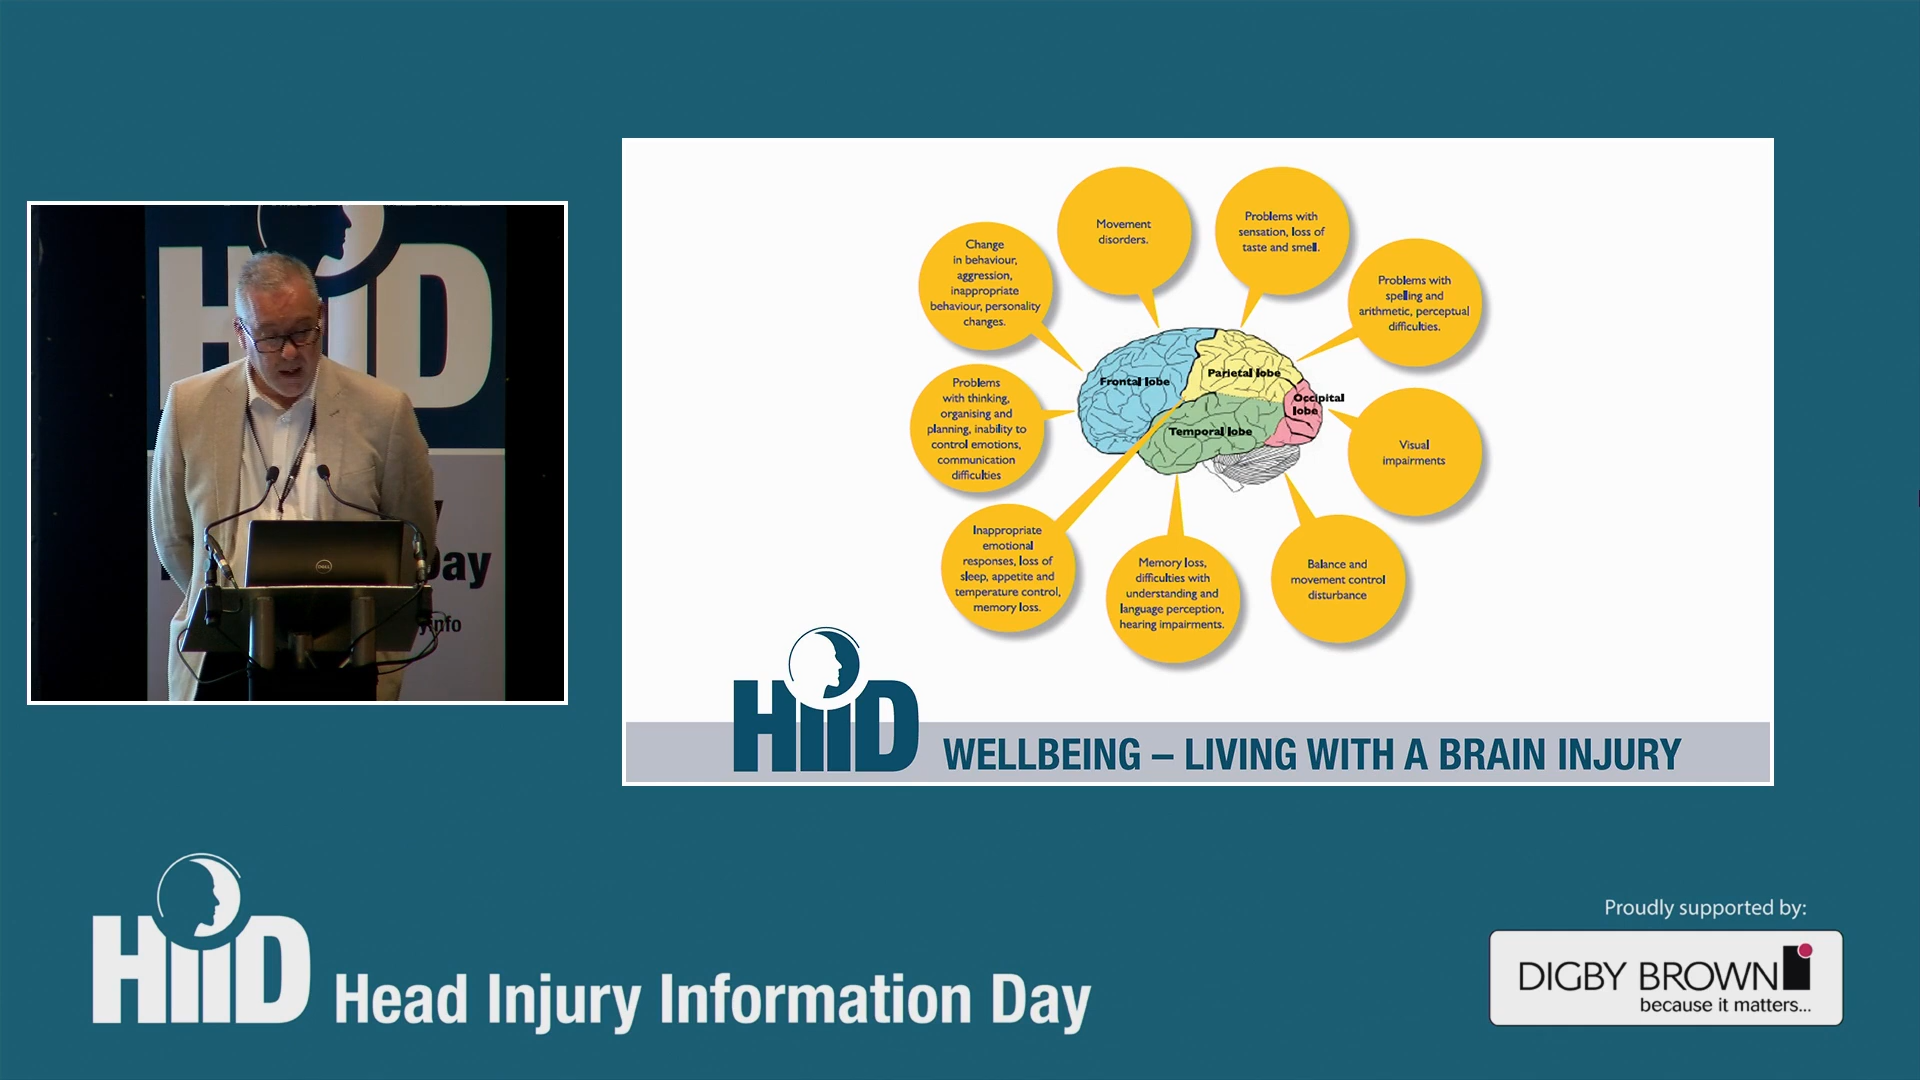 HiiD
Day
yinfo
DELL
Change
in behaviour,
aggression,
inappropriate
behaviour, personality
changes.
Movement
disorders.
Problems with
sensation, loss of
taste and smell.
Problems with
spelling and
arithmetic, perceptual
difficulties.
Problems
with thinking,
organising and
planning, inability to
control emotions,
communication
difficulties
Frontal lobe
Parietal lobe
Occipital
lobe
Temporal lobe
Visual
impairments
Inappropriate
emotional
responses, loss of
sleep, appetite and
temperature control,
memory loss.
Memory loss,
difficulties with
understanding and
language perception,
hearing impairments.
Balance and
movement control
disturbance
HiiD
WELLBEING – LIVING WITH A BRAIN INJURY
HiiD
Head Injury Information Day
Proudly supported by:
DIGBY BROWN
because it matters...